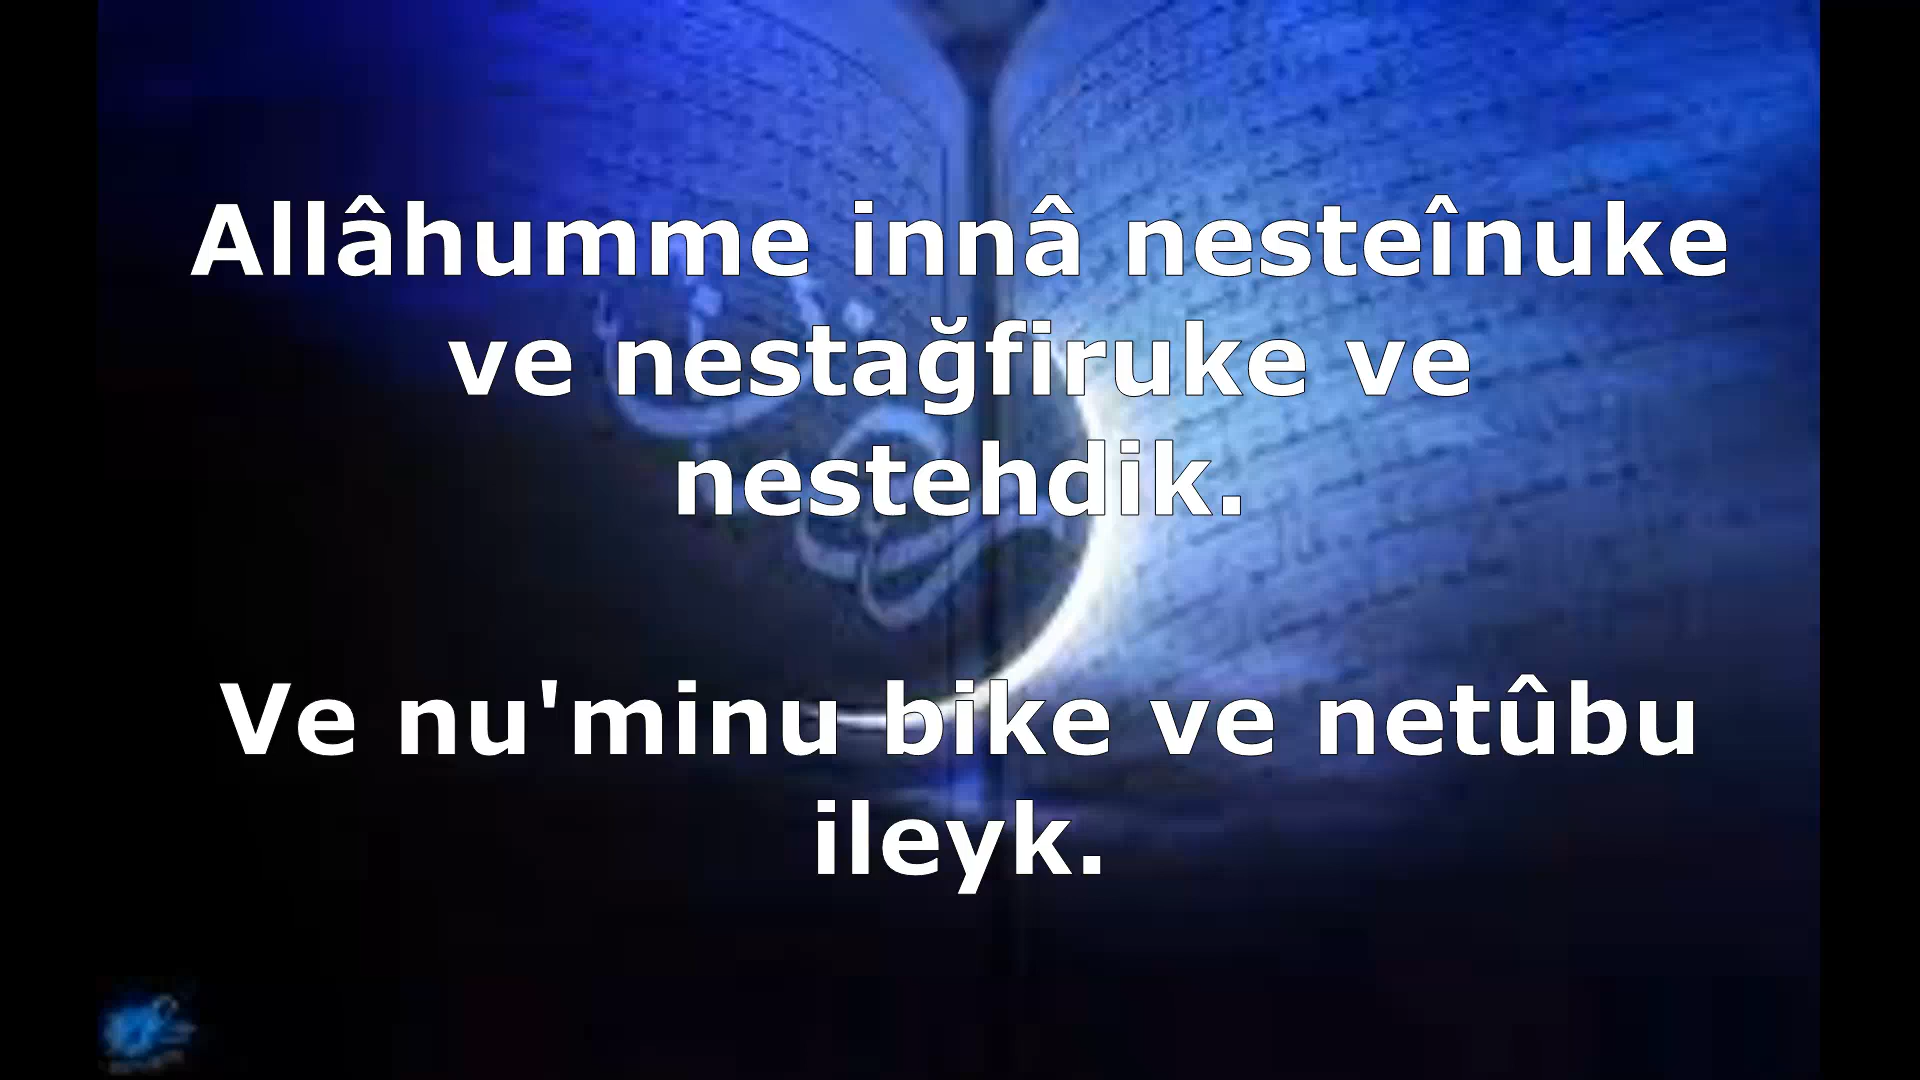 Allâhumme innâ nesteînuke
ve nestağfiruke ve
nestehdik.
Ve nu'minu bike ve netûbu
ileyk.